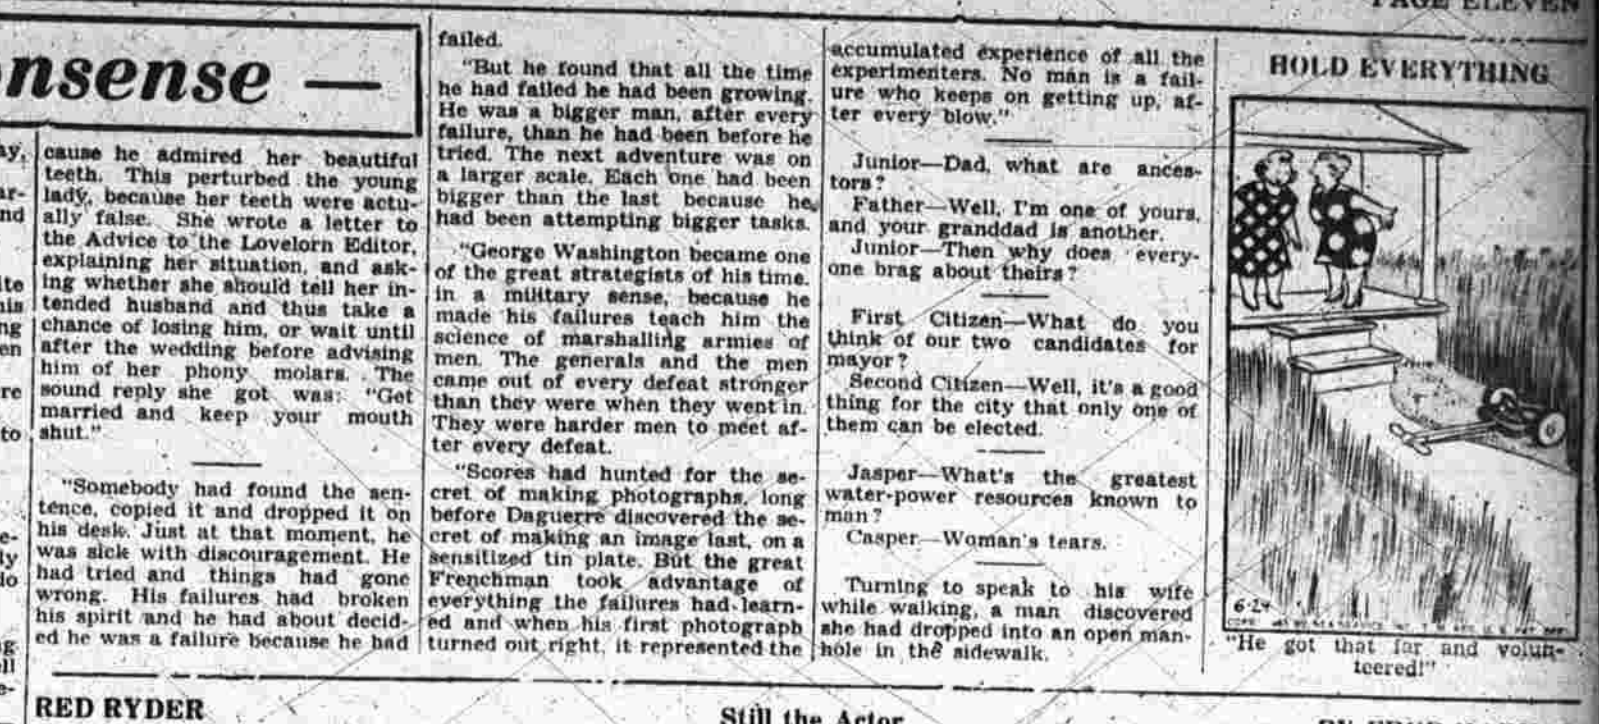 PAGE ELEVEN
nsense —
ay,
ar-
nd
ite
his
ng
en
re
to
e-
ly
do
ng
ell
e-
cause he admired her beautiful
teeth. This perturbed the young
lady, because her teeth were actu-
ally false. She wrote a letter to
the Advice to the Lovelorn Editor,
explaining her situation, and ask-
ing whether she should tell her in-
tended husband and thus take a
chance of losing him, or wait until
after the wedding before advising
him of her phony molars. The
sound reply she got was: "Get
married and keep your mouth
shut."
"Somebody had found the sen-
tence, copied it and dropped it on
his desk. Just at that moment, he
was sick with discouragement. He
had tried and things had gone
wrong. His failures had broken
his spirit and he had about decid-
ed he was a failure because he had
failed.
"But he found that all the time
he had failed he had been growing.
He was a bigger man, after every
failure, than he had been before he
tried. The next adventure was on
a larger scale. Each one had been
bigger than the last because he
had been attempting bigger tasks.
"George Washington became one
of the great strategists of his time,
in a military sense, because he
made his failures teach him the
science of marshalling armies of
men. The generals and the men
came out of every defeat stronger
than they were when they went in.
They were harder men to meet af-
ter every defeat.
"Scores had hunted for the se-
cret of making photographs, long
before Daguerre discovered the se-
cret of making an image last, on a
sensitized tin plate. But the great
Frenchman took advantage of
everything the failures had learn-
ed and when his first photograph
turned out right, it represented the
accumulated experience of all the
experimenters. No man is a fail-
ure who keeps on getting up, af-
ter every blow."
Junior—Dad, what are ances-
tors?
Father—Well, I'm one of yours,
and your granddad is another.
Junior—Then why does every-
one brag about theirs?
First Citizen—What do you
think of our two candidates for
mayor?
Second Citizen—Well, it's a good
thing for the city that only one of
them can be elected.
Jasper—What's the greatest
water-power resources known to
man?
Casper—Woman's tears.
Turning to speak to his wife
while walking, a man discovered
she had dropped into an open man-
hole in the sidewalk.
HOLD EVERYTHING
6-24
"He got that far and volun-
teered!"
RED RYDER
Still the Actor